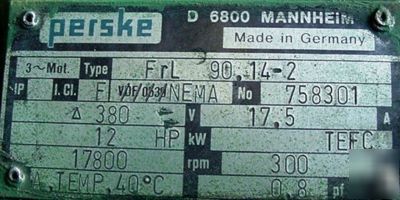 perske D 6800 MANNHEIM
Made in Germany
3~Mot. Type FrL 90.14-2
IP I.Cl. F VDE/0530/NEMA No 758301
Δ 380 V 17.5 A
12 HP kW TEFC
17800 rpm 300
A.TEMP.40°C 0.8 pf